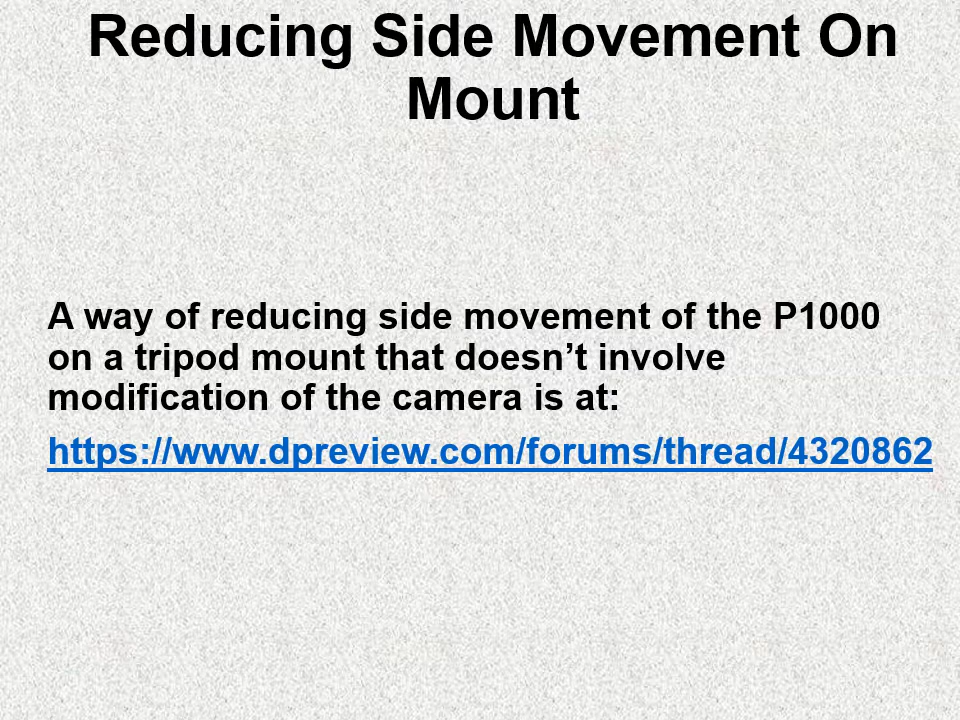 Reducing Side Movement On
Mount
A way of reducing side movement of the P1000
on a tripod mount that doesn’t involve
modification of the camera is at:
https://www.dpreview.com/forums/thread/4320862